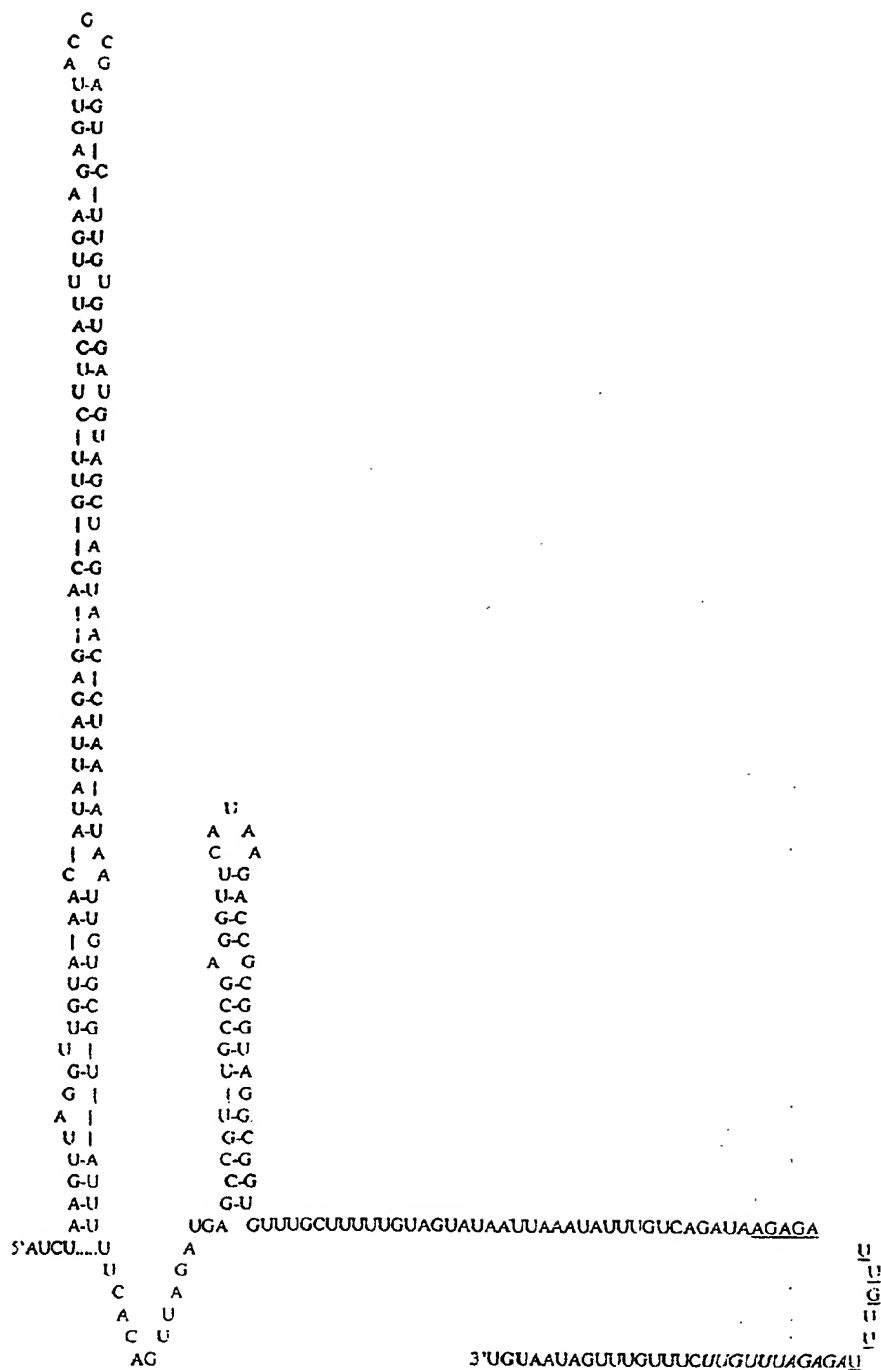 G
C C
A G
U-A
U-G
G-U
A |
G-C
A |
A-U
G-U
U-G
U U
U-G
A-U
C-G
U-A
U U
C-G
| U
U-A
U-G
G-C
| U
| A
C-G
A-U
| A
| A
G-C
A |
G-C
A-U
U-A
U-A
A |
U-A U
A-U A A
| A C A
C A U-G
A-U U-A
A-U G-C
| G G-C
A-U A G
U-G G-C
G-C C-G
U-G C-G
U | G-U
G-U U-A
G | | G
A | U-G
U | G-C
U-A C-G
G-U C-G
A-U G-U
A-U UGA GUUUGCUUUUUGUAGUAUAAUUAAAUAUUUGUCAGAUAAGAGA
5'AUCU.....U A U
U G U
C A G
A U U
C U U
AG 3'UGUAAUAGUUUGUUUCUUGUUUAGAGAU